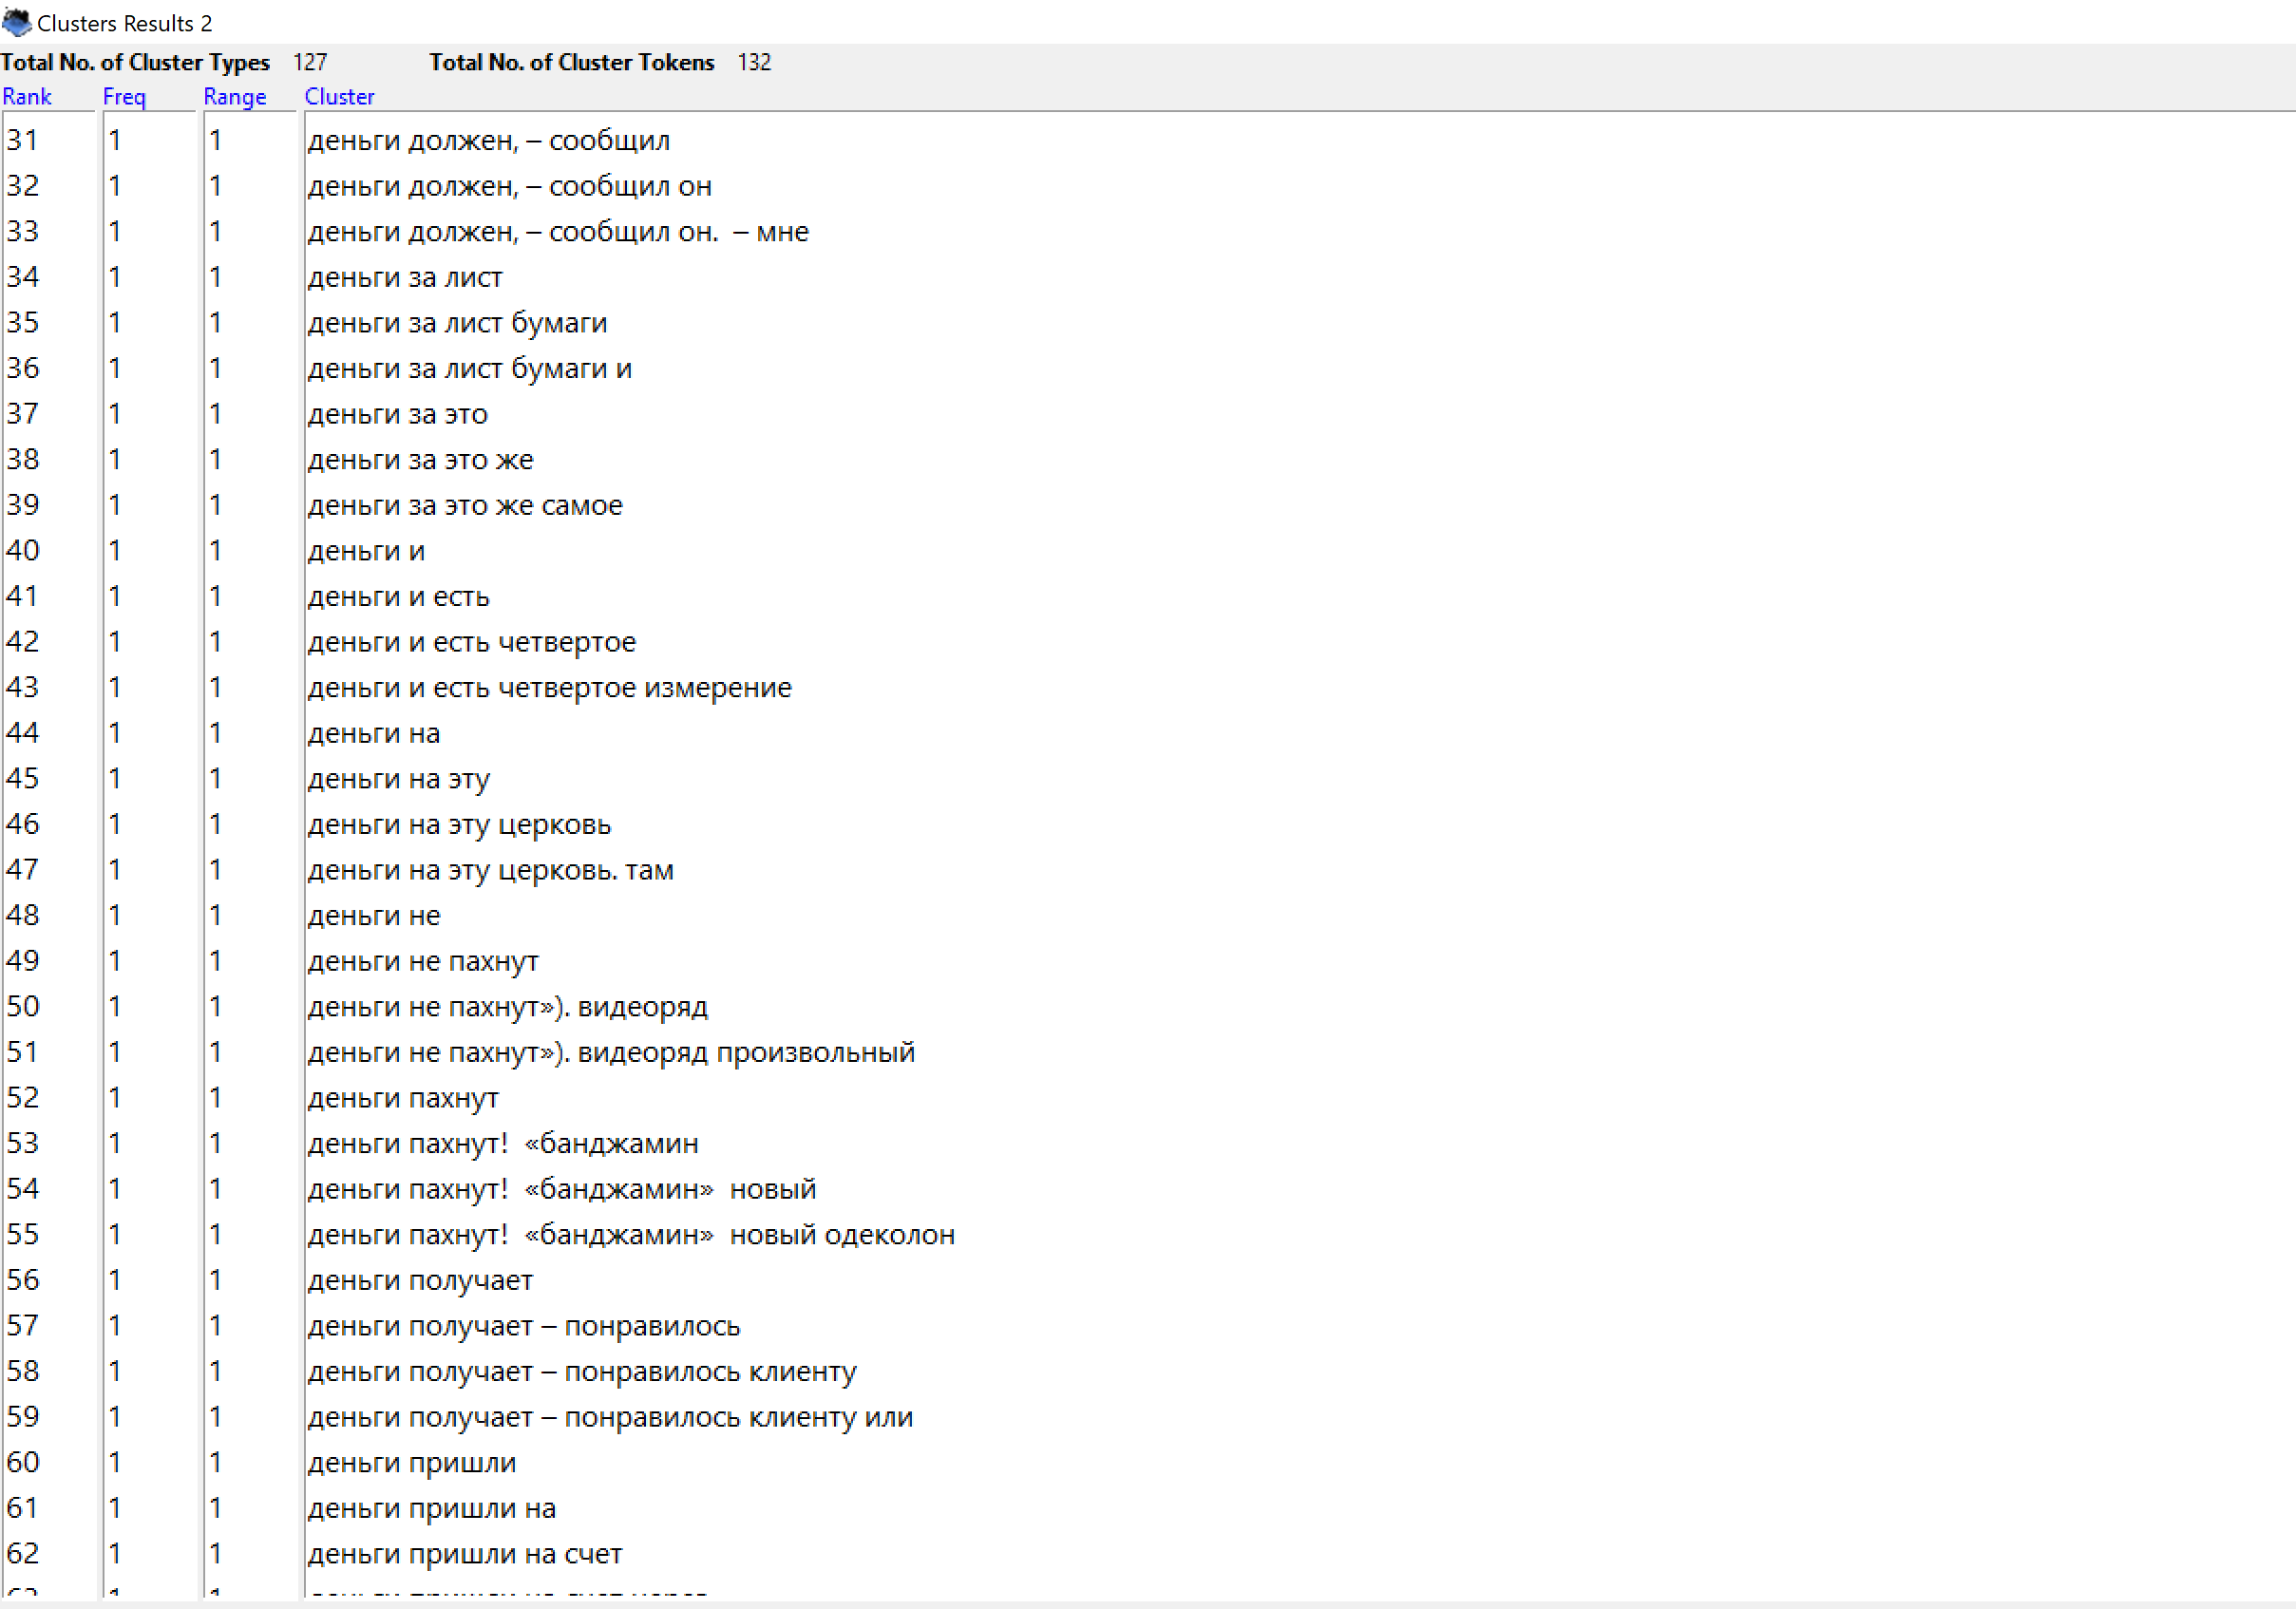 Clusters Results 2
Total No. of Cluster Types 127 Total No. of Cluster Tokens 132
Rank Freq Range Cluster
31 1 1 деньги должен, – сообщил
32 1 1 деньги должен, – сообщил он
33 1 1 деньги должен, – сообщил он.  – мне
34 1 1 деньги за лист
35 1 1 деньги за лист бумаги
36 1 1 деньги за лист бумаги и
37 1 1 деньги за это
38 1 1 деньги за это же
39 1 1 деньги за это же самое
40 1 1 деньги и
41 1 1 деньги и есть
42 1 1 деньги и есть четвертое
43 1 1 деньги и есть четвертое измерение
44 1 1 деньги на
45 1 1 деньги на эту
46 1 1 деньги на эту церковь
47 1 1 деньги на эту церковь. там
48 1 1 деньги не
49 1 1 деньги не пахнут
50 1 1 деньги не пахнут»). видеоряд
51 1 1 деньги не пахнут»). видеоряд произвольный
52 1 1 деньги пахнут
53 1 1 деньги пахнут!  «банджамин
54 1 1 деньги пахнут!  «банджамин»  новый
55 1 1 деньги пахнут!  «банджамин»  новый одеколон
56 1 1 деньги получает
57 1 1 деньги получает – понравилось
58 1 1 деньги получает – понравилось клиенту
59 1 1 деньги получает – понравилось клиенту или
60 1 1 деньги пришли
61 1 1 деньги пришли на
62 1 1 деньги пришли на счет